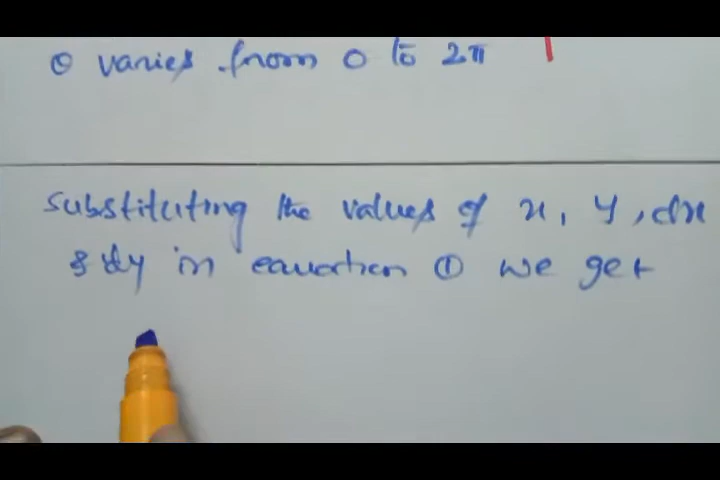 θ varies from 0 to 2π
substituting the values of x, y, dx
& dy in equation ① we get